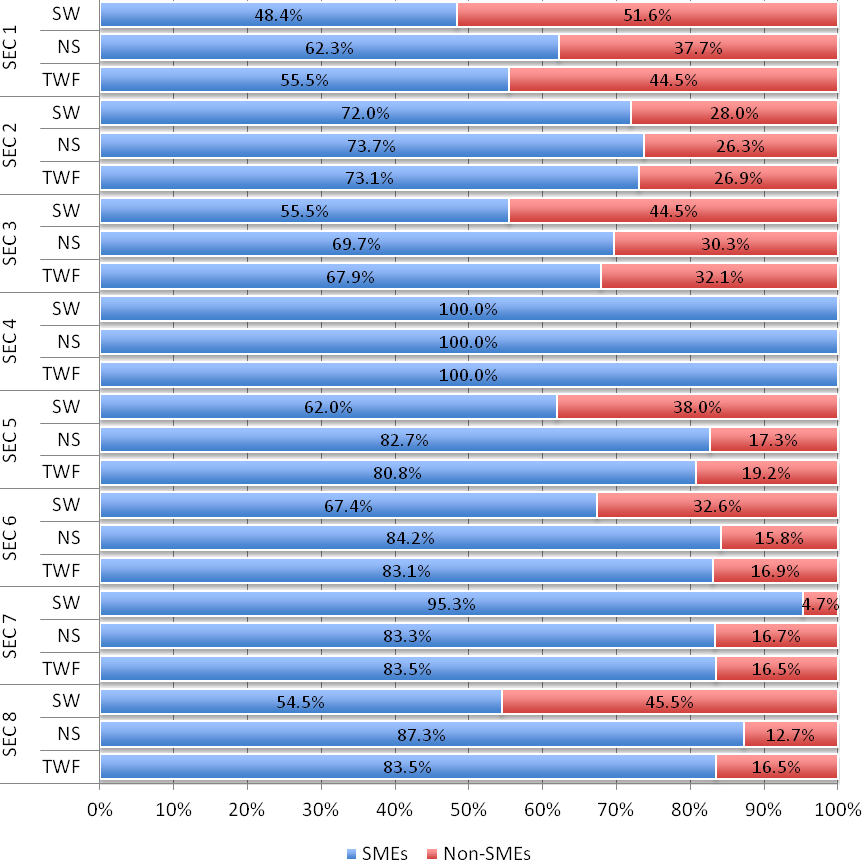 SEC 1
SW 48.4% 51.6%
NS 62.3% 37.7%
TWF 55.5% 44.5%
SEC 2
SW 72.0% 28.0%
NS 73.7% 26.3%
TWF 73.1% 26.9%
SEC 3
SW 55.5% 44.5%
NS 69.7% 30.3%
TWF 67.9% 32.1%
SEC 4
SW 100.0%
NS 100.0%
TWF 100.0%
SEC 5
SW 62.0% 38.0%
NS 82.7% 17.3%
TWF 80.8% 19.2%
SEC 6
SW 67.4% 32.6%
NS 84.2% 15.8%
TWF 83.1% 16.9%
SEC 7
SW 95.3% 4.7%
NS 83.3% 16.7%
TWF 83.5% 16.5%
SEC 8
SW 54.5% 45.5%
NS 87.3% 12.7%
TWF 83.5% 16.5%
0% 10% 20% 30% 40% 50% 60% 70% 80% 90% 100%
SMEs Non-SMEs